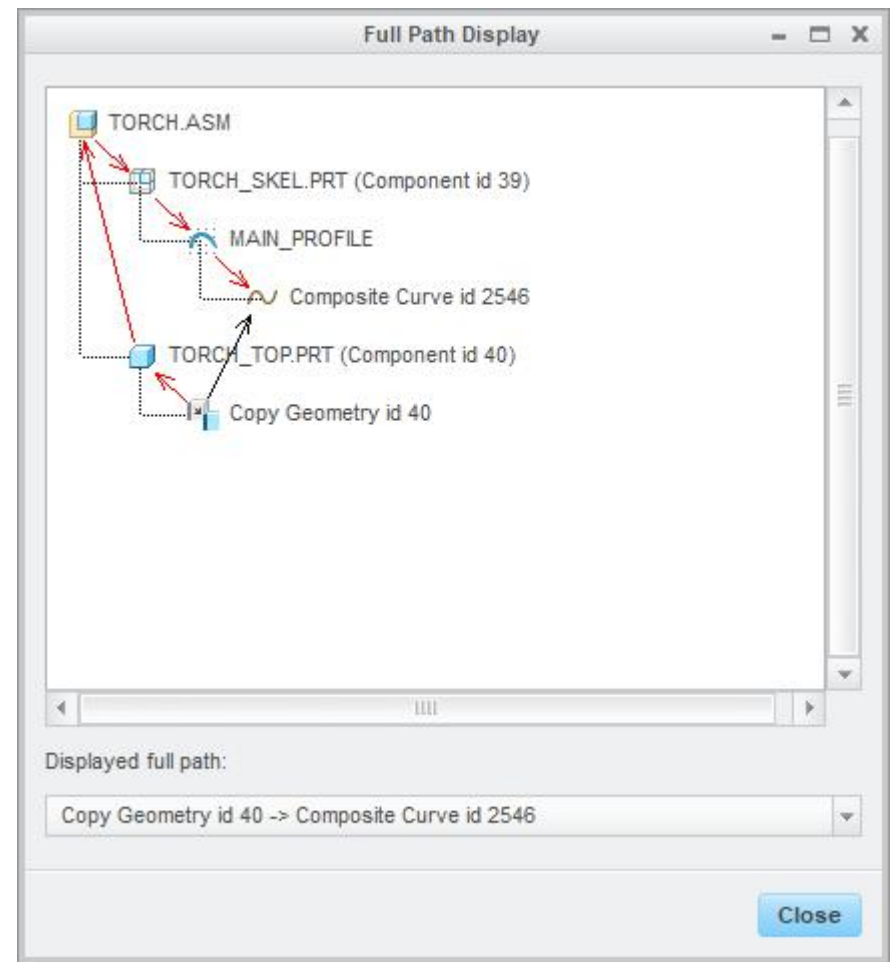 Full Path Display
TORCH.ASM
TORCH_SKEL.PRT (Component id 39)
MAIN_PROFILE
Composite Curve id 2546
TORCH_TOP.PRT (Component id 40)
Copy Geometry id 40
Displayed full path:
Copy Geometry id 40 -> Composite Curve id 2546
Close